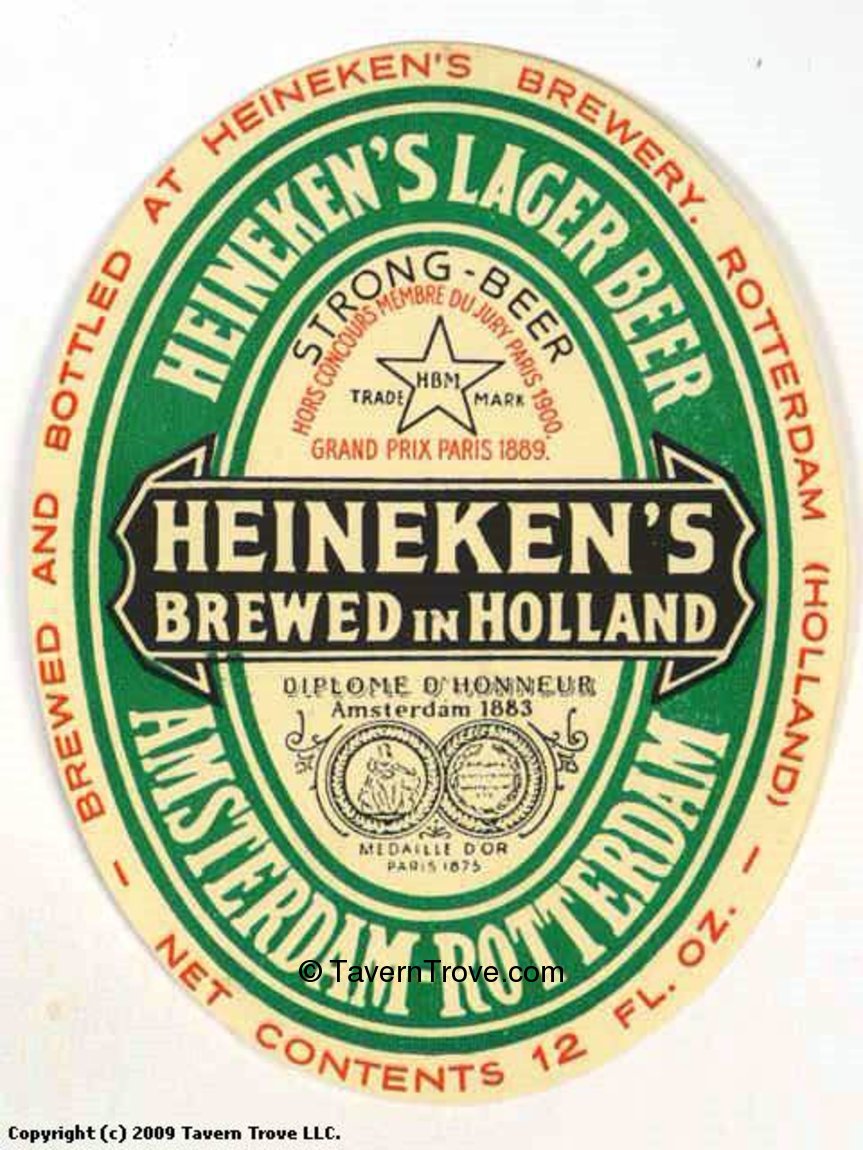 BREWED AND BOTTLED AT HEINEKEN'S BREWERY. ROTTERDAM (HOLLAND)
HEINEKEN'S LAGER BEER
STRONG-BEER
HORS CONCOURS MEMBRE DU JURY PARIS 1900.
HBM
TRADE MARK
GRAND PRIX PARIS 1889.
HEINEKEN'S
BREWED IN HOLLAND
DIPLOME D'HONNEUR
Amsterdam 1883
MEDAILLE D'OR
PARIS 1875
AMSTERDAM ROTTERDAM
© TavernTrove.com
— NET CONTENTS 12 FL. OZ. —
Copyright (c) 2009 Tavern Trove LLC.